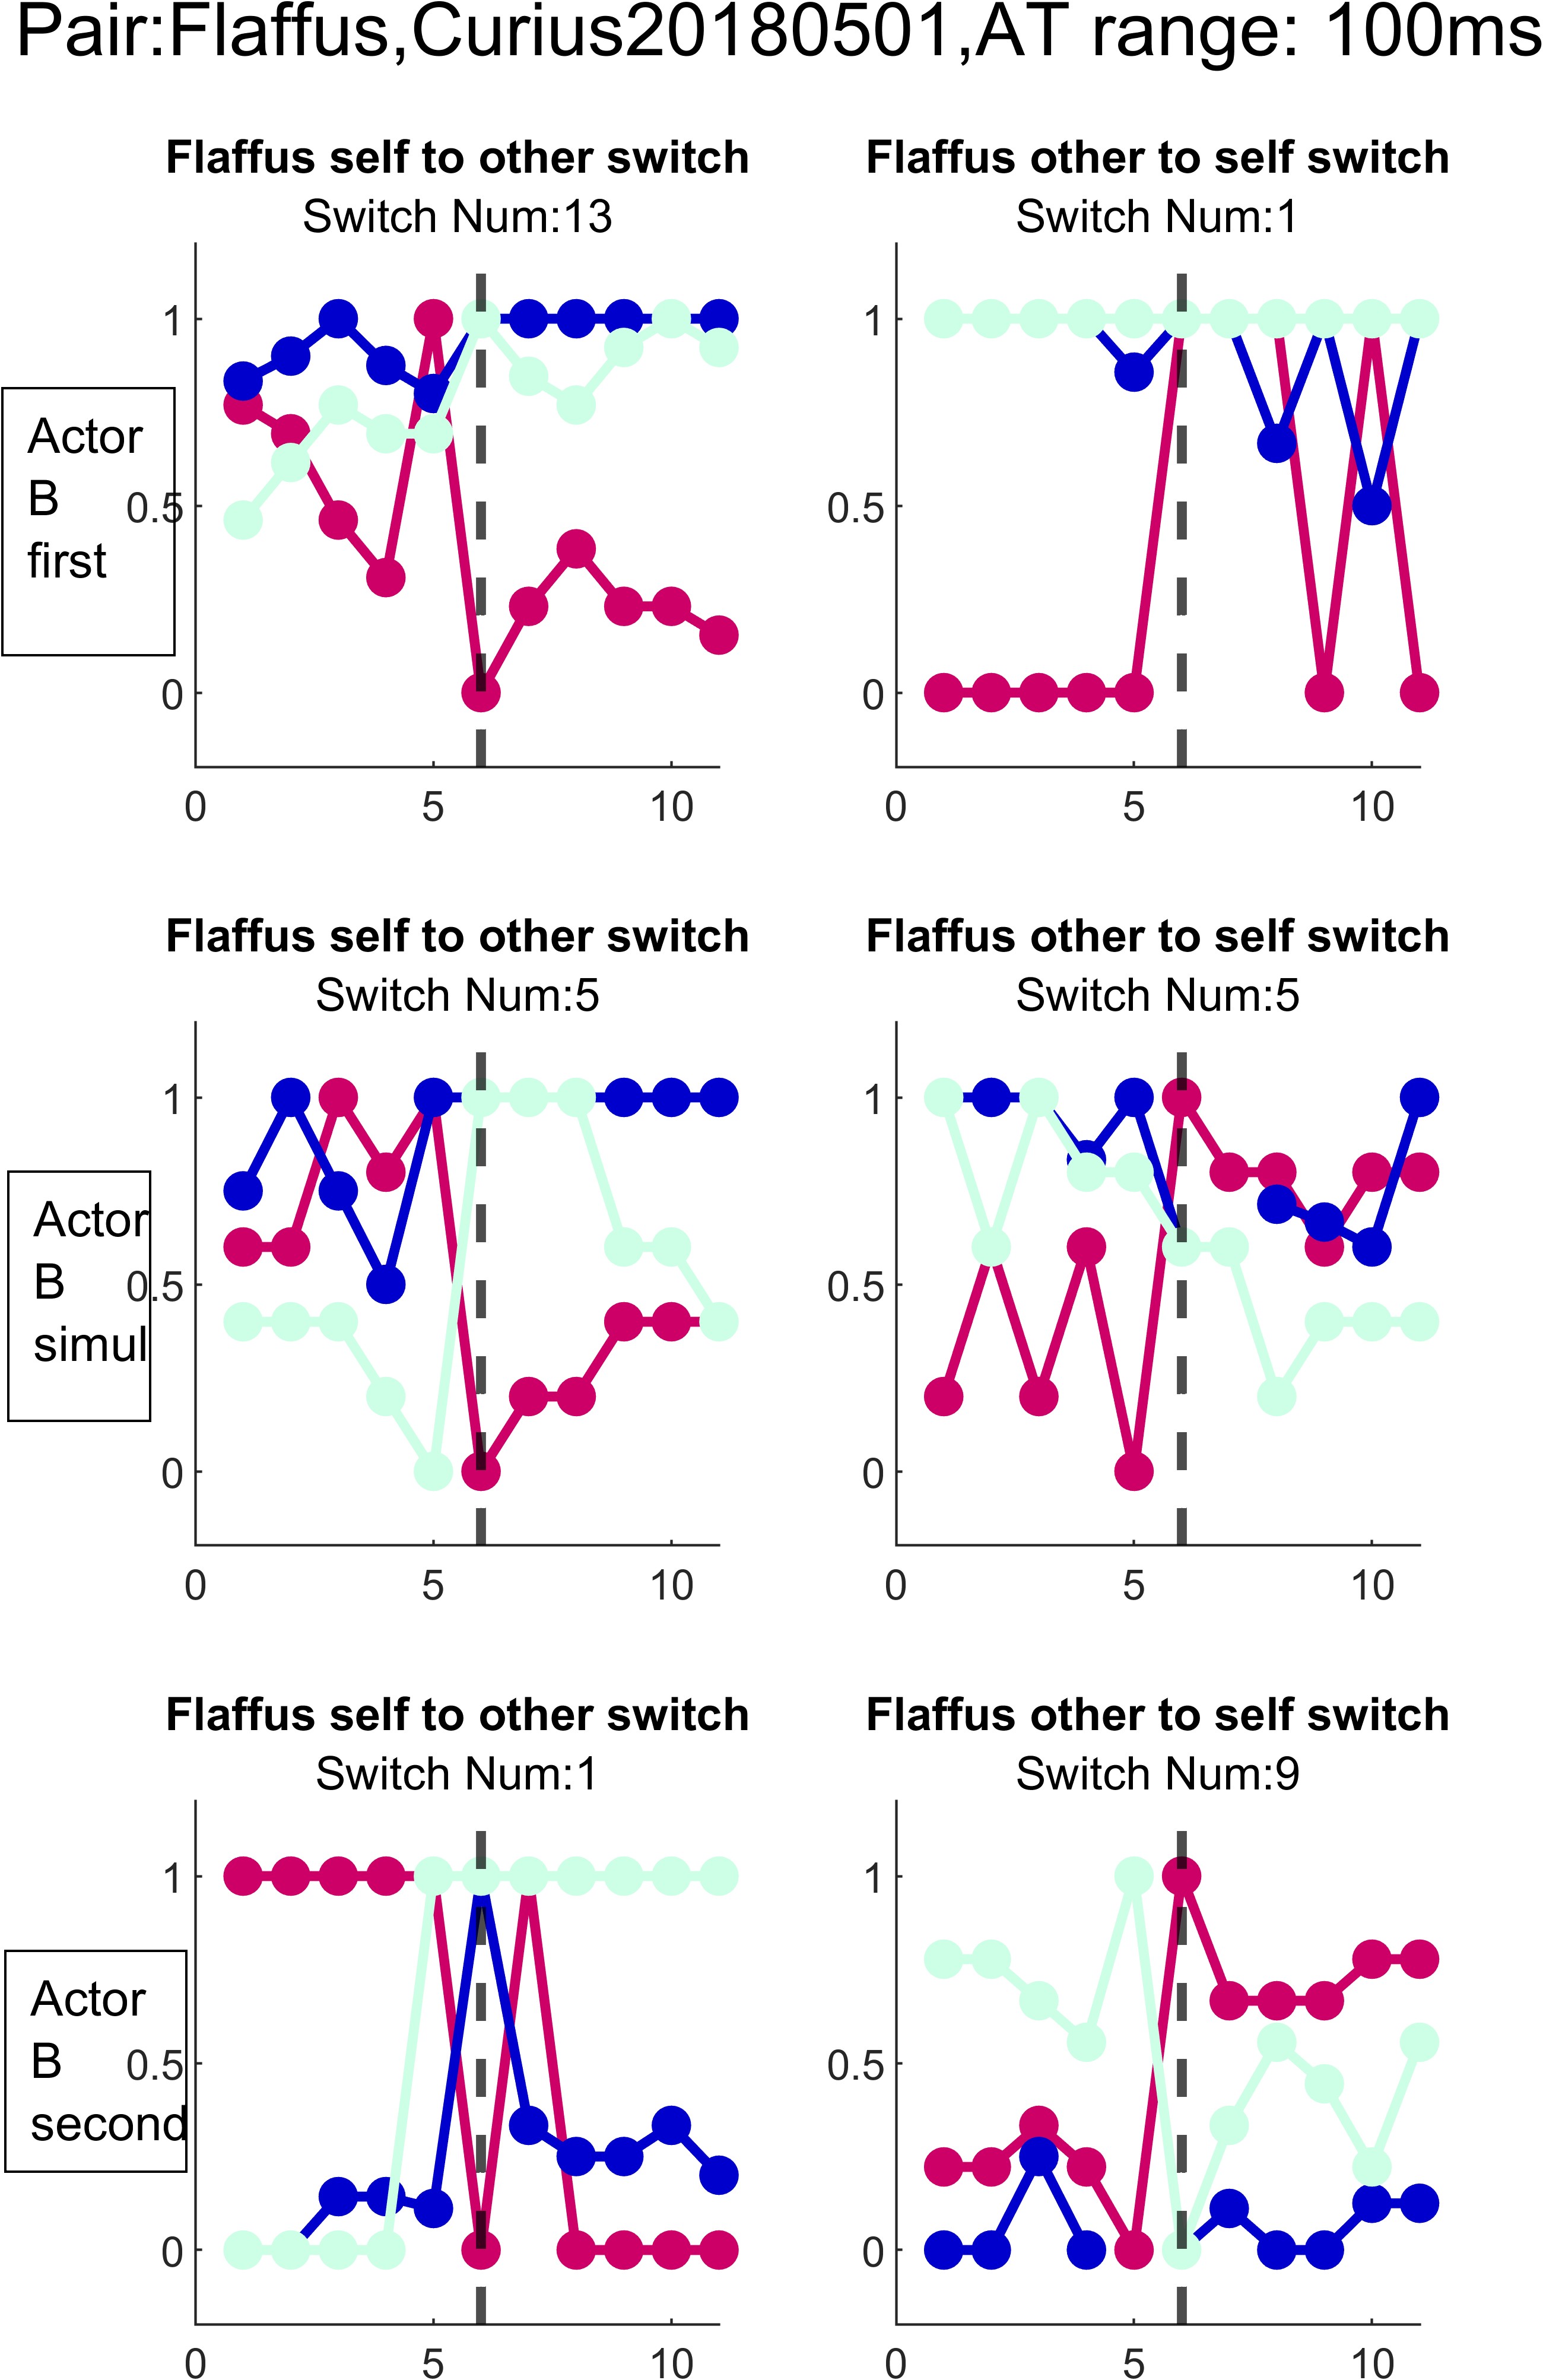 Pair:Flaffus,Curius20180501,AT range: 100ms
Flaffus self to other switch
Switch Num:13
Flaffus other to self switch
Switch Num:1
Actor
B
first
1
0.5
0
0
5
10
1
0.5
0
0
5
10
Flaffus self to other switch
Switch Num:5
Flaffus other to self switch
Switch Num:5
Actor
B
simul
1
0.5
0
0
5
10
1
0.5
0
0
5
10
Flaffus self to other switch
Switch Num:1
Flaffus other to self switch
Switch Num:9
Actor
B
second
1
0.5
0
0
5
10
1
0.5
0
0
5
10